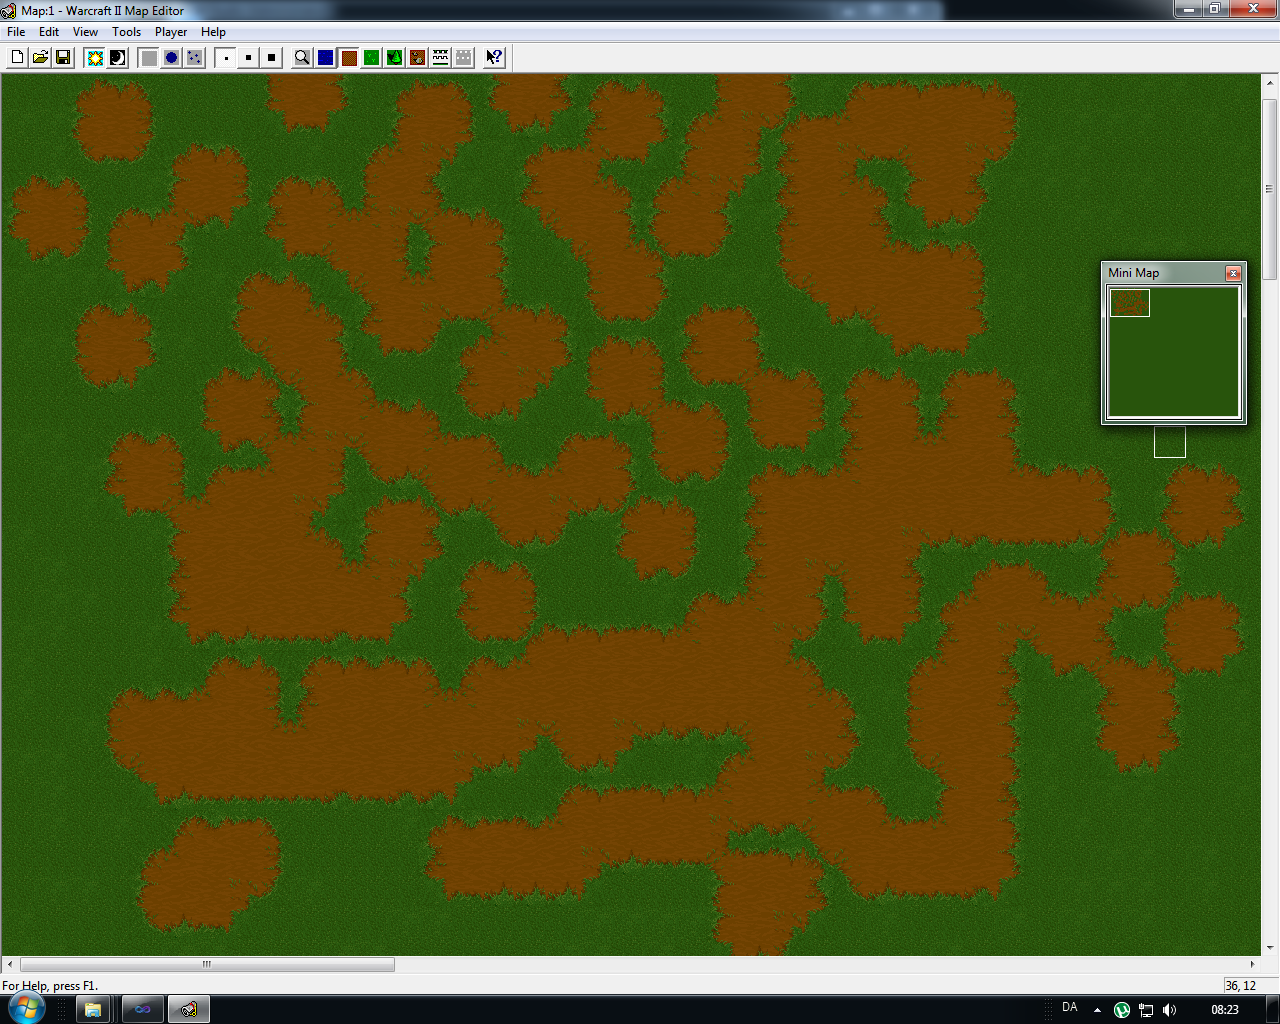 Map:1 - Warcraft II Map Editor
File Edit View Tools Player Help
Mini Map
For Help, press F1.
36, 12
DA
08:23